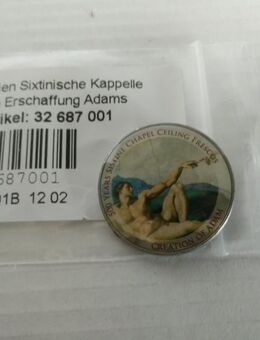 en Sixtinische Kappelle
Erschaffung Adams
ikel: 32 687 001
687001
01B 12 02
500 YEARS SISTINE CHAPEL CEILING FRESCOS
CREATION OF ADAM